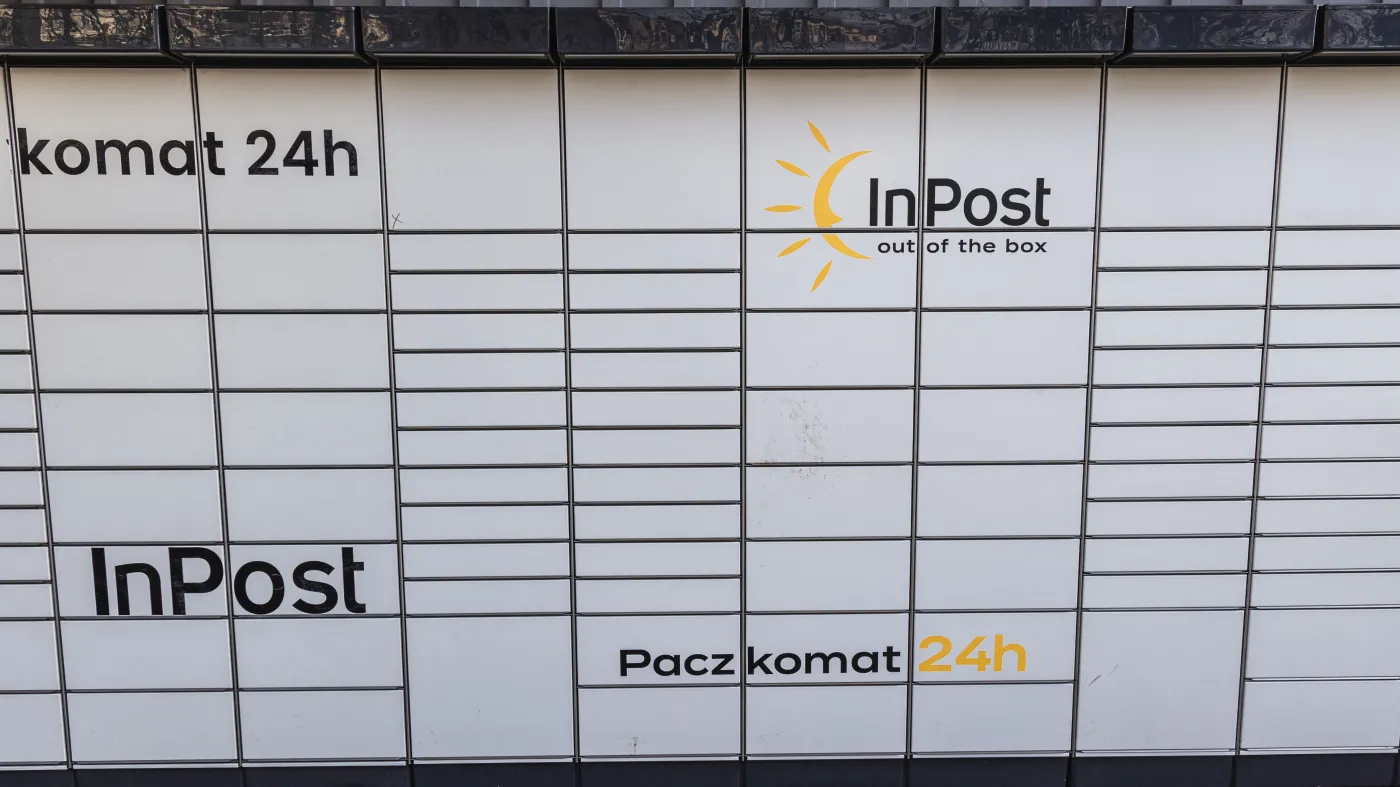 komat 24h
InPost
out of the box
InPost
Paczkomat 24h